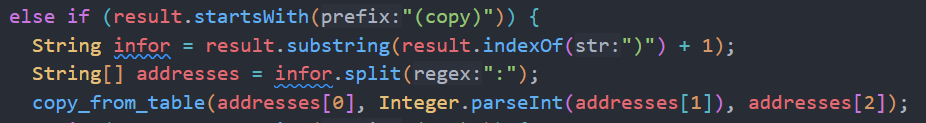 else if (result.startsWith(prefix:"(copy)")) {
String infor = result.substring(result.indexOf(str:")") + 1);
String[] addresses = infor.split(regex:":");
copy_from_table(addresses[0], Integer.parseInt(addresses[1]), addresses[2]);